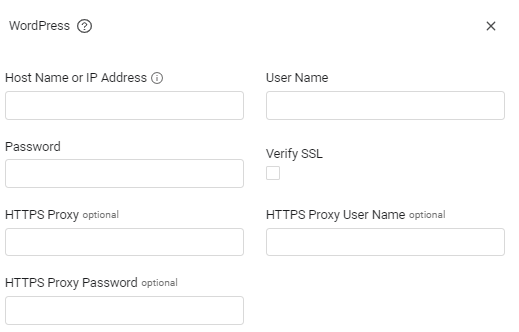 WordPress
Host Name or IP Address
User Name
Password
Verify SSL
HTTPS Proxy optional
HTTPS Proxy User Name optional
HTTPS Proxy Password optional